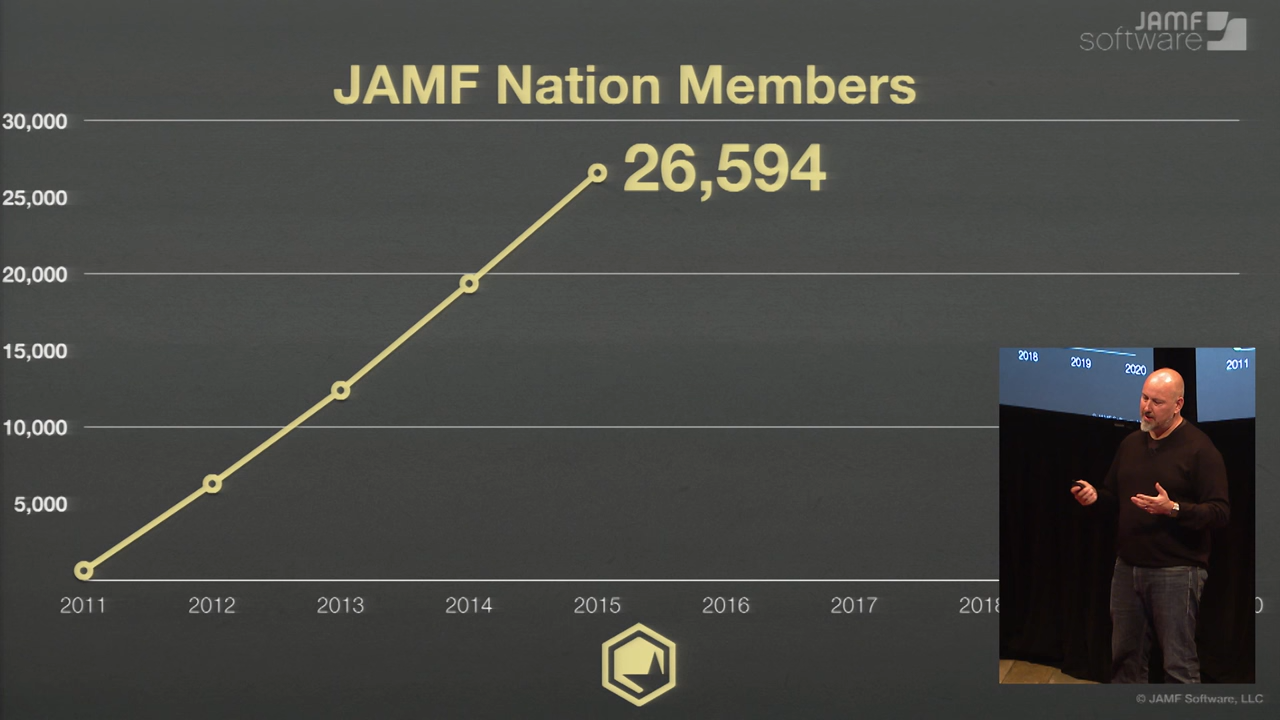 JAMF
software
JAMF Nation Members
30,000
26,594
25,000
20,000
15,000
10,000
5,000
2011 2012 2013 2014 2015 2016 2017 2018 0
2018 2019 2020 2011
© JAMF Software, LLC